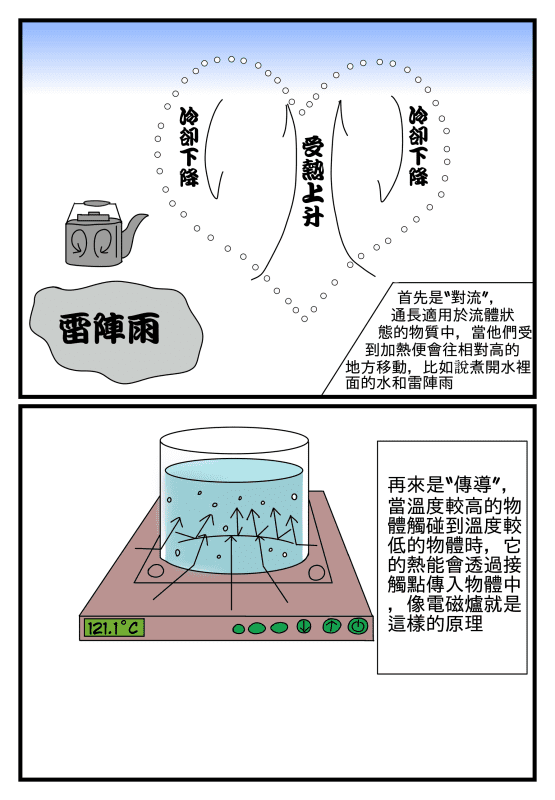 冷卻下降
受熱上汁
冷卻下降
雷陣雨
首先是“對流”，
通長適用於流體狀
態的物質中，當他們受
到加熱便會往相對高的
地方移動，比如說煮開水裡
面的水和雷陣雨
再來是“傳導”，
當溫度較高的物
體觸碰到溫度較
低的物體時，它
的熱能會透過接
觸點傳入物體中
，像電磁爐就是
這樣的原理
121.1°C